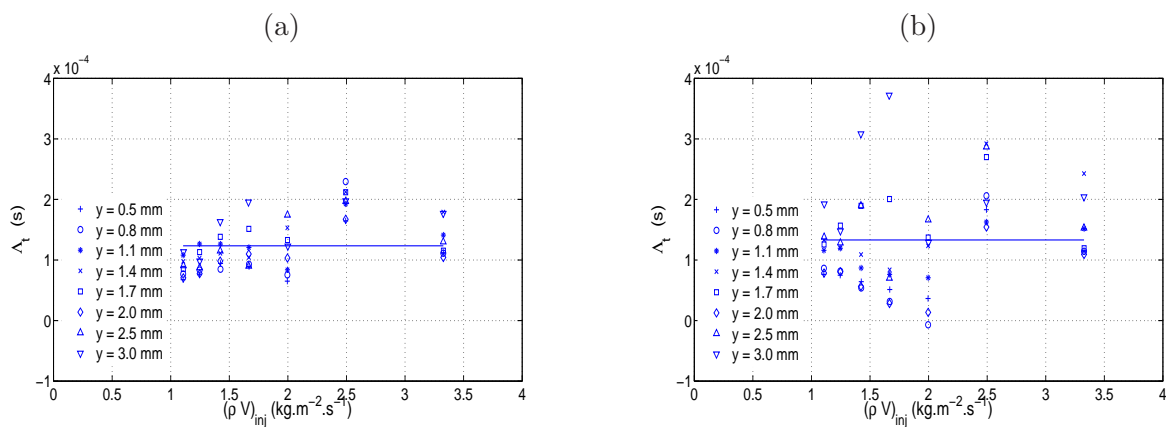 (a)
(b)
x 10⁻⁴
4
3
2
1
0
−1
Λt (s)
+ y = 0.5 mm
○ y = 0.8 mm
* y = 1.1 mm
× y = 1.4 mm
□ y = 1.7 mm
◇ y = 2.0 mm
△ y = 2.5 mm
▽ y = 3.0 mm
0 0.5 1 1.5 2 2.5 3 3.5 4
(ρ V)inj (kg.m⁻².s⁻¹)
x 10⁻⁴
4
3
2
1
0
−1
Λt (s)
+ y = 0.5 mm
○ y = 0.8 mm
* y = 1.1 mm
× y = 1.4 mm
□ y = 1.7 mm
◇ y = 2.0 mm
△ y = 2.5 mm
▽ y = 3.0 mm
0 0.5 1 1.5 2 2.5 3 3.5 4
(ρ V)inj (kg.m⁻².s⁻¹)